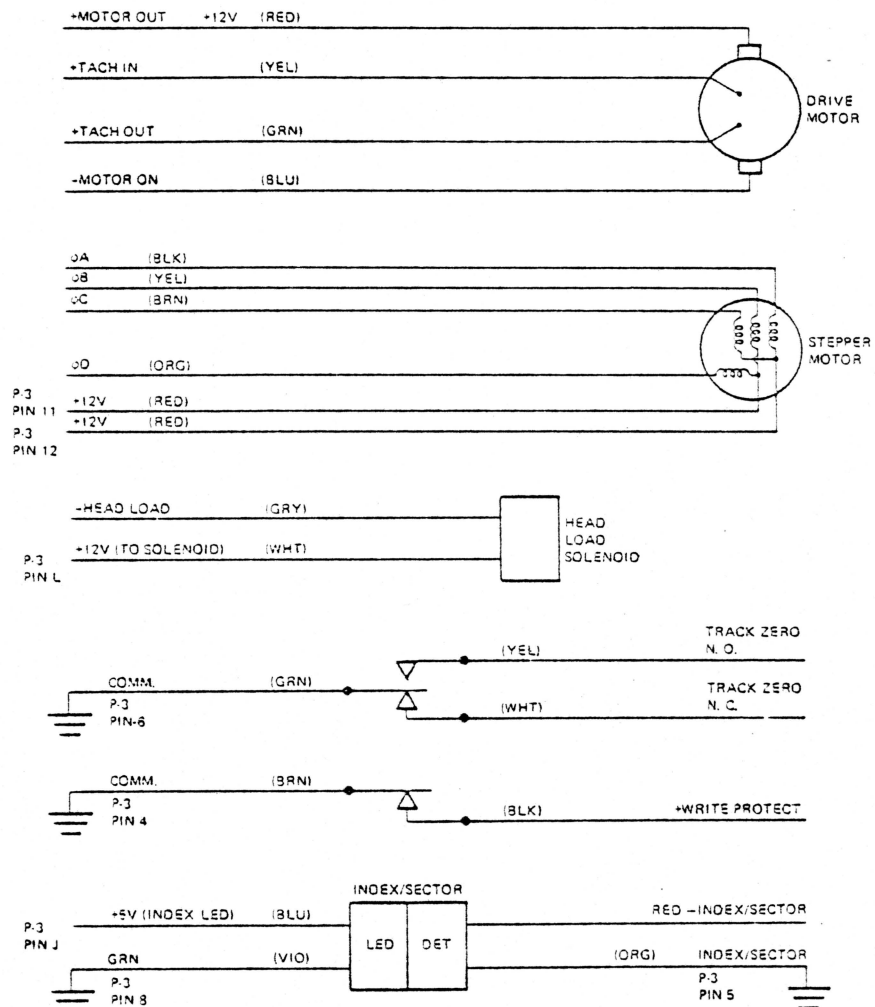 +MOTOR OUT +12V (RED)
+TACH IN (YEL)
DRIVE
MOTOR
+TACH OUT (GRN)
-MOTOR ON (BLU)
øA (BLK)
øB (YEL)
øC (BRN)
STEPPER
MOTOR
øD (ORG)
P-3
PIN 11
+12V (RED)
+12V (RED)
P-3
PIN 12
-HEAD LOAD (GRY)
HEAD
LOAD
SOLENOID
+12V (TO SOLENOID) (WHT)
P-3
PIN L
TRACK ZERO
N. O.
(YEL)
COMM. (GRN)
P-3
PIN-6
TRACK ZERO
N. C.
(WHT)
COMM. (BRN)
P-3
PIN 4
(BLK) +WRITE PROTECT
INDEX/SECTOR
+5V (INDEX LED) (BLU)
RED -INDEX/SECTOR
P-3
PIN J
LED DET
GRN (VIO)
(ORG) INDEX/SECTOR
P-3
PIN 8
P-3
PIN 5